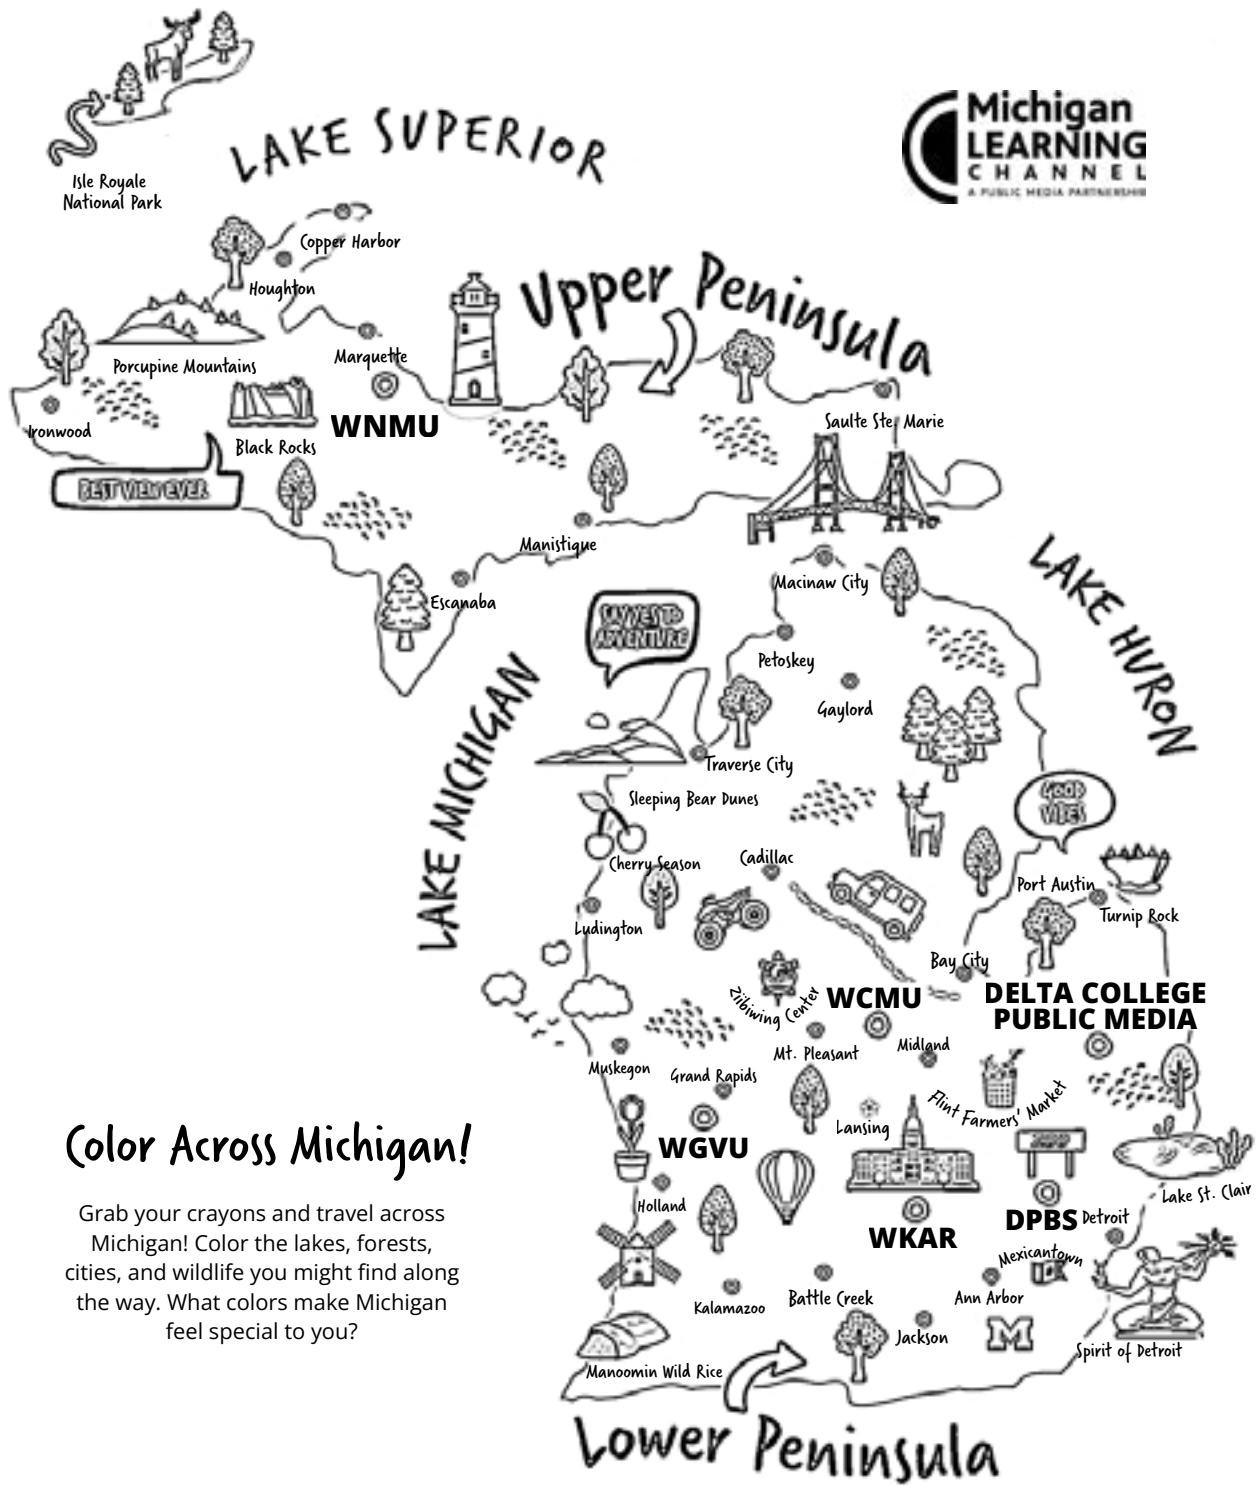 Michigan
LEARNING
CHANNEL
A PUBLIC MEDIA PARTNERSHIP
Isle Royale
National Park
LAKE SUPERIOR
Copper Harbor
Houghton
Upper Peninsula
Porcupine Mountains
Marquette
Ironwood
Black Rocks
WNMU
Saulte Ste. Marie
BEST VIEW EVER
Manistique
Escanaba
Macinaw City
LAKE HURON
SAY YES TO
ADVENTURE
Petoskey
Gaylord
LAKE MICHIGAN
Traverse City
Sleeping Bear Dunes
GOOD
VIBES
Cherry Season
Cadillac
Port Austin
Turnip Rock
Ludington
Bay City
Ziibiwing Center
WCMU
DELTA COLLEGE
PUBLIC MEDIA
Mt. Pleasant
Midland
Muskegon
Grand Rapids
Flint Farmers' Market
Lansing
WGVU
Color Across Michigan!
Grab your crayons and travel across
Michigan! Color the lakes, forests,
cities, and wildlife you might find along
the way. What colors make Michigan
feel special to you?
Holland
Lake St. Clair
WKAR
DPBS
Detroit
Mexicantown
Kalamazoo
Battle Creek
Ann Arbor
Jackson
M
Spirit of Detroit
Manoomin Wild Rice
Lower Peninsula